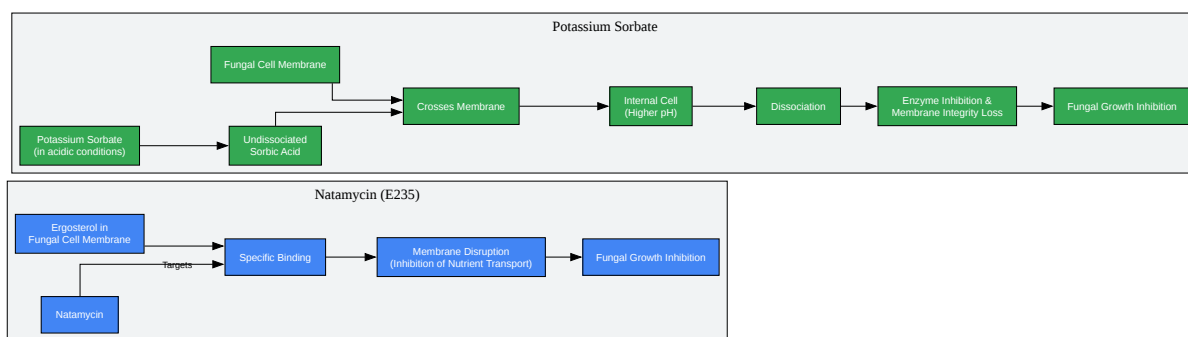 Potassium Sorbate
Fungal Cell Membrane
Crosses Membrane
Internal Cell
(Higher pH)
Dissociation
Enzyme Inhibition &
Membrane Integrity Loss
Fungal Growth Inhibition
Potassium Sorbate
(in acidic conditions)
Undissociated
Sorbic Acid
Natamycin (E235)
Ergosterol in
Fungal Cell Membrane
Specific Binding
Membrane Disruption
(Inhibition of Nutrient Transport)
Fungal Growth Inhibition
Targets
Natamycin